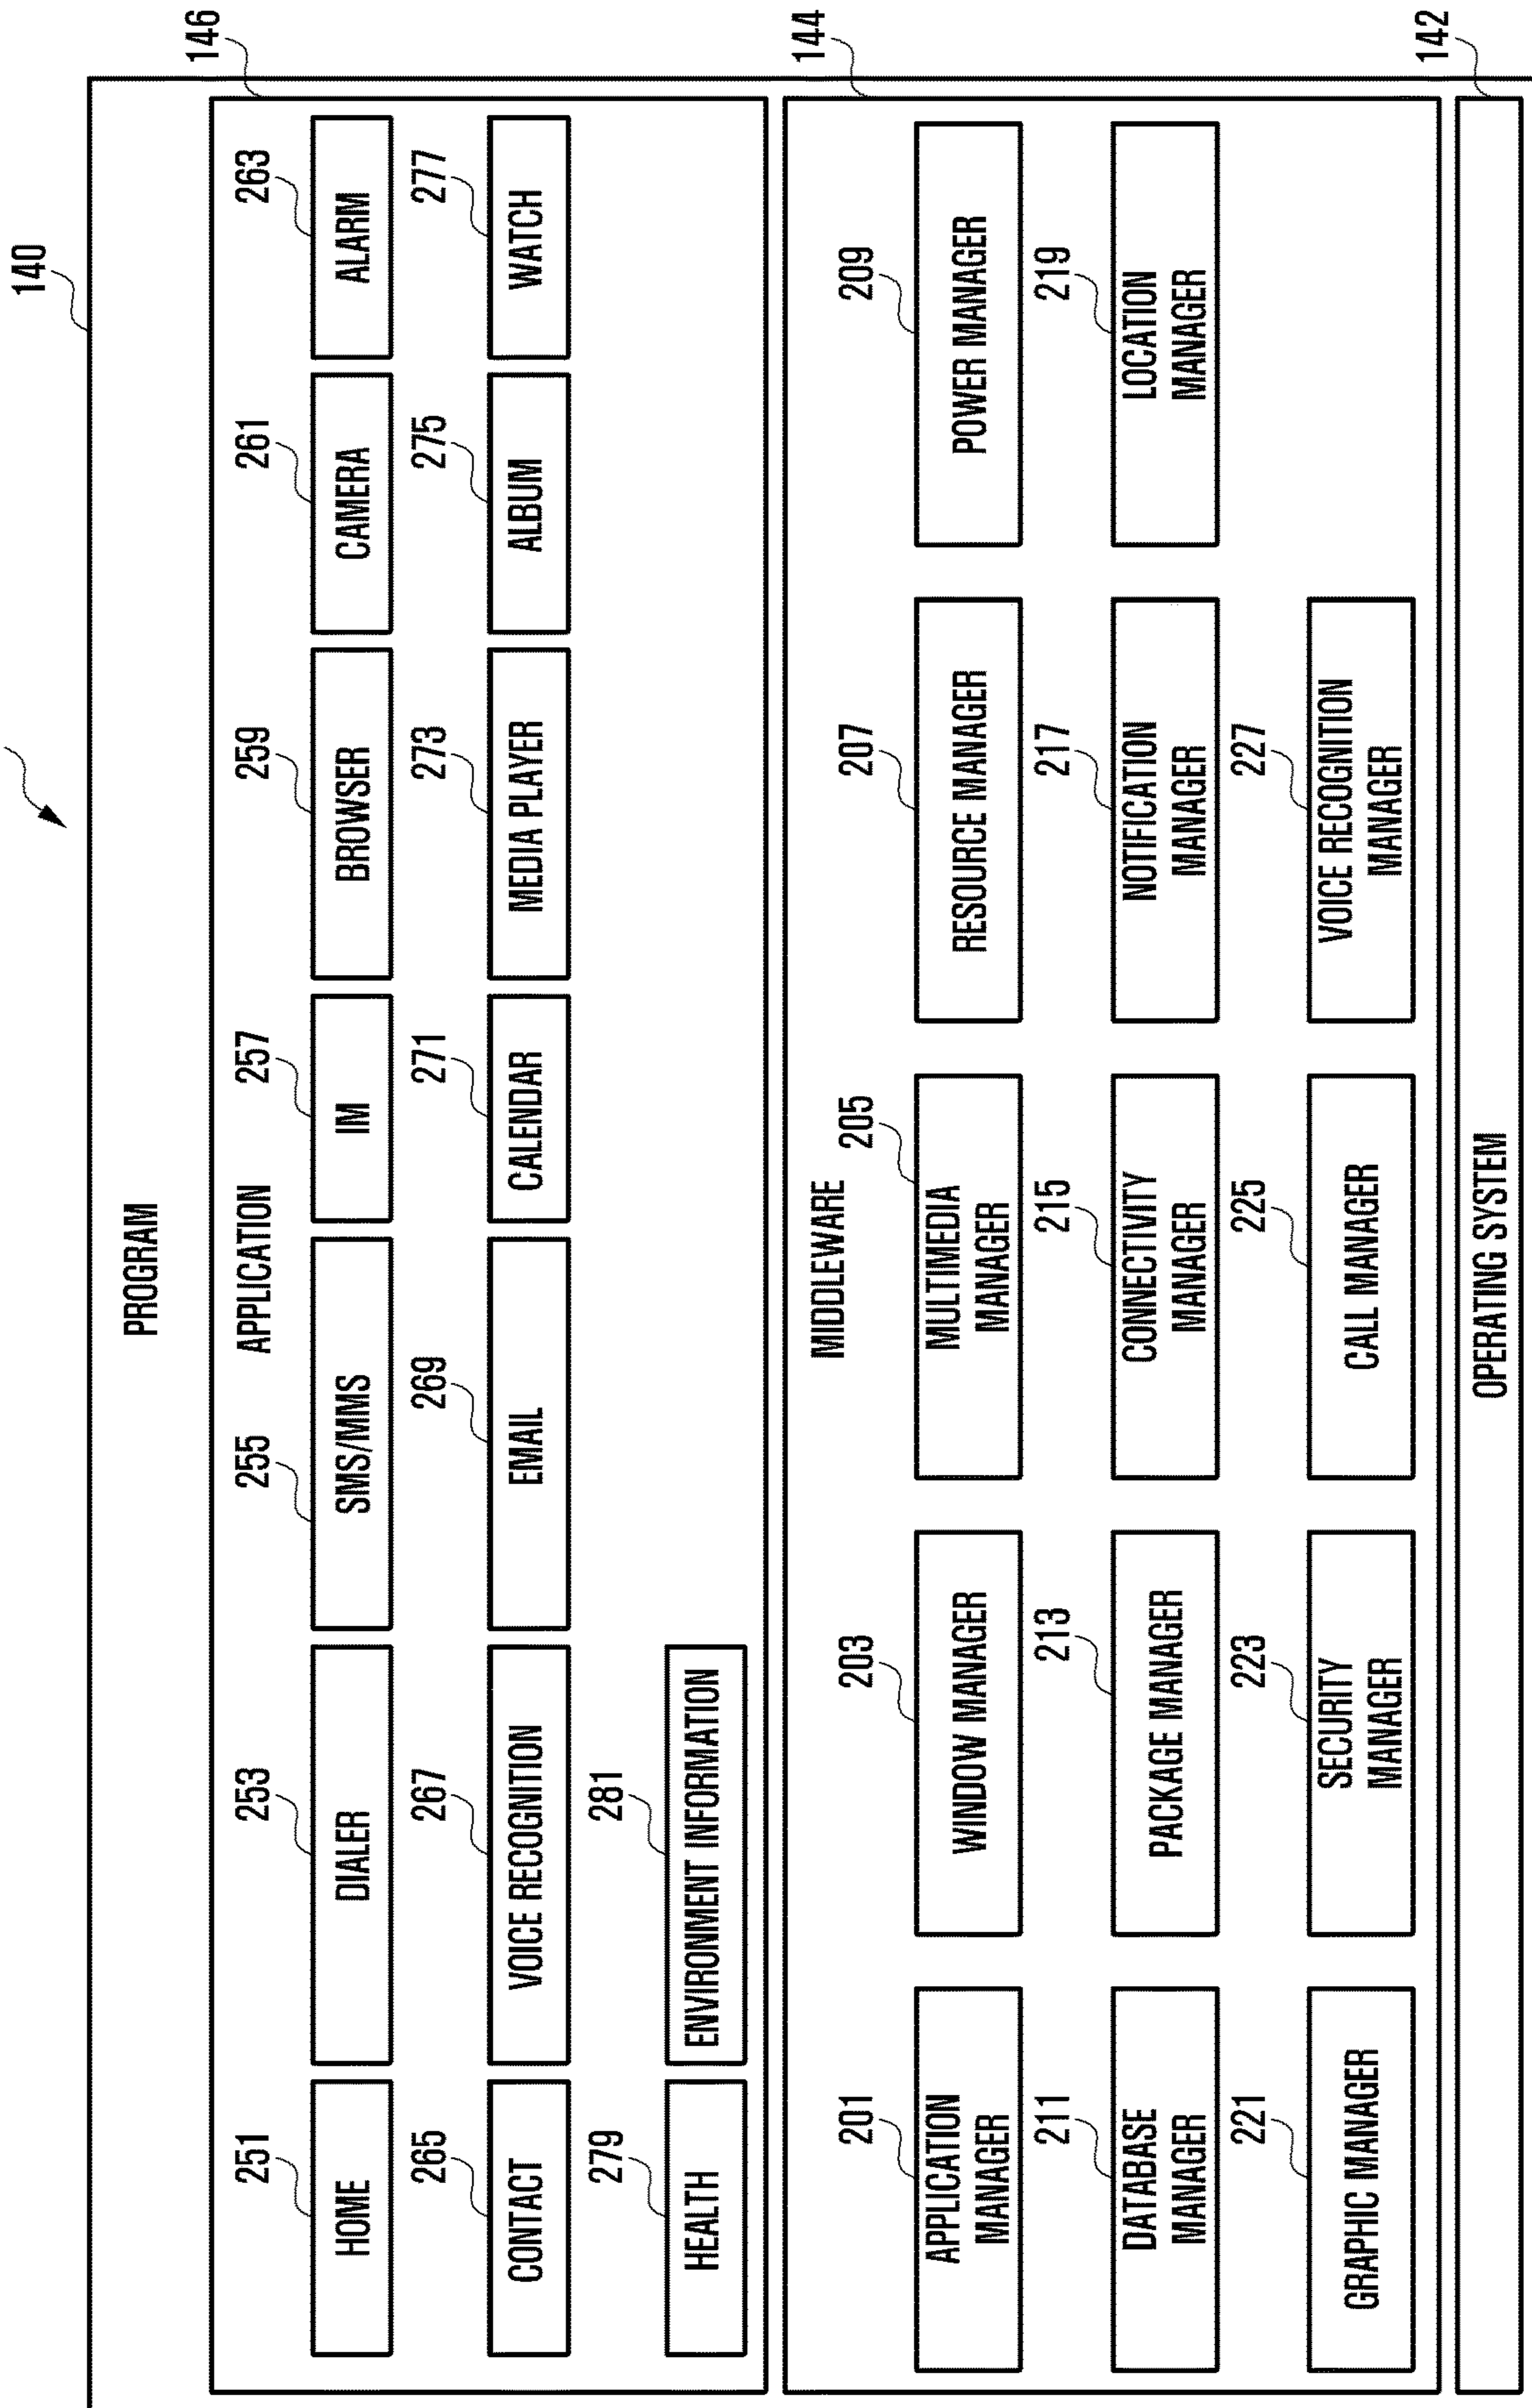 140
PROGRAM
146
APPLICATION
251
253
255
257
259
261
263
HOME
DIALER
SMS/MMS
IM
BROWSER
CAMERA
ALARM
265
267
269
271
273
275
277
CONTACT
VOICE RECOGNITION
EMAIL
CALENDAR
MEDIA PLAYER
ALBUM
WATCH
279
281
HEALTH
ENVIRONMENT INFORMATION
144
MIDDLEWARE
201
203
205
207
209
APPLICATION
MANAGER
WINDOW MANAGER
MULTIMEDIA
MANAGER
RESOURCE MANAGER
POWER MANAGER
211
213
215
217
219
DATABASE
MANAGER
PACKAGE MANAGER
CONNECTIVITY
MANAGER
NOTIFICATION
MANAGER
LOCATION
MANAGER
221
223
225
227
GRAPHIC MANAGER
SECURITY
MANAGER
CALL MANAGER
VOICE RECOGNITION
MANAGER
142
OPERATING SYSTEM